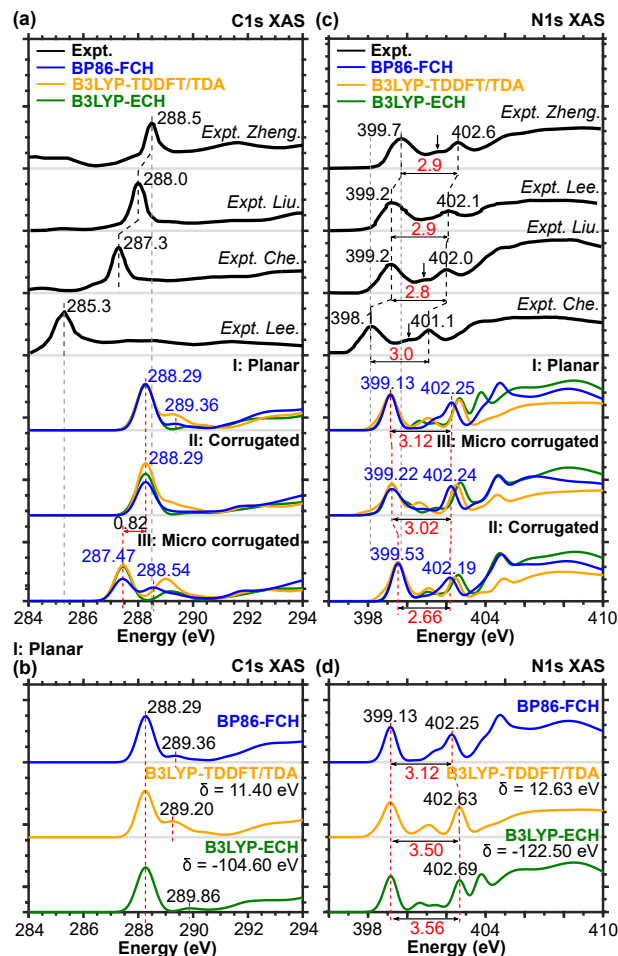 (a) C1s XAS
Expt.
BP86-FCH
B3LYP-TDDFT/TDA
B3LYP-ECH
288.5
Expt. Zheng.
288.0
Expt. Liu.
287.3
Expt. Che.
285.3
Expt. Lee.
I: Planar
288.29
289.36
II: Corrugated
288.29
0.82
III: Micro corrugated
287.47
288.54
284 286 288 290 292 294
Energy (eV)
(c) N1s XAS
Expt.
BP86-FCH
B3LYP-TDDFT/TDA
B3LYP-ECH
399.7
402.6
Expt. Zheng.
2.9
399.2
402.1
Expt. Lee.
2.9
Expt. Liu.
399.2
402.0
2.8
Expt. Che.
398.1
401.1
3.0
I: Planar
399.13
402.25
3.12
III: Micro corrugated
399.22
402.24
3.02
II: Corrugated
399.53
402.19
398 404 410
Energy (eV)
2.66
I: Planar
(b) C1s XAS
288.29
BP86-FCH
289.36
B3LYP-TDDFT/TDA
δ = 11.40 eV
289.20
B3LYP-ECH
δ = -104.60 eV
289.86
284 286 288 290 292 294
Energy (eV)
(d) N1s XAS
BP86-FCH
399.13
402.25
3.12
B3LYP-TDDFT/TDA
δ = 12.63 eV
402.63
3.50
B3LYP-ECH
δ = -122.50 eV
402.69
398 404 410
3.56
Energy (eV)